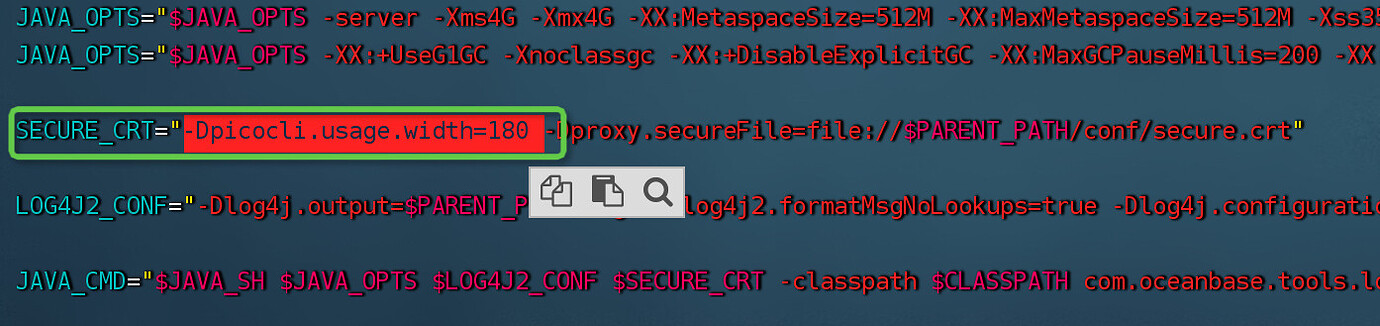 JAVA_OPTS="$JAVA_OPTS -server -Xms4G -Xmx4G -XX:MetaspaceSize=512M -XX:MaxMetaspaceSize=512M -Xss35
JAVA_OPTS="$JAVA_OPTS -XX:+UseG1GC -Xnoclassgc -XX:+DisableExplicitGC -XX:MaxGCPauseMillis=200 -XX
SECURE_CRT="-Dpicocli.usage.width=180 -Dproxy.secureFile=file://$PARENT_PATH/conf/secure.crt"
LOG4J2_CONF="-Dlog4j.output=$PARENT_P log4j2.formatMsgNoLookups=true -Dlog4j.configuratio
JAVA_CMD="$JAVA_SH $JAVA_OPTS $LOG4J2_CONF $SECURE_CRT -classpath $CLASSPATH com.oceanbase.tools.lo